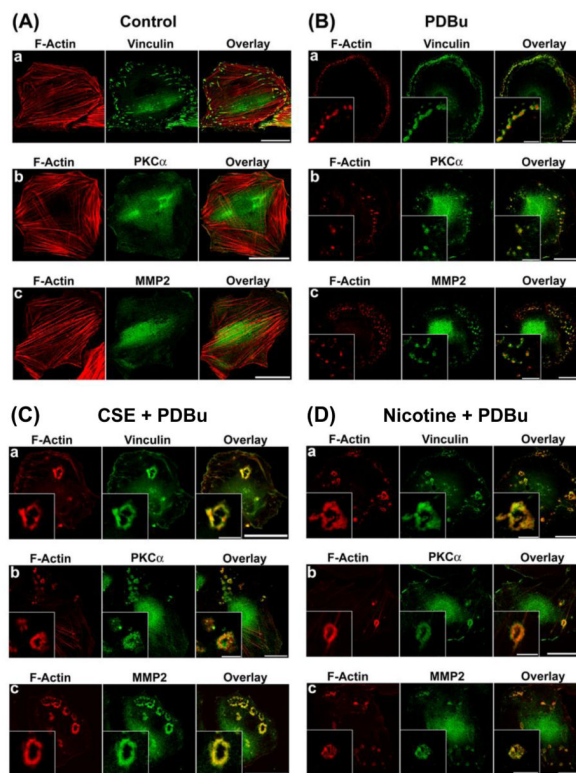 (A) Control
F-Actin Vinculin Overlay
a
F-Actin PKCα Overlay
b
F-Actin MMP2 Overlay
c
(B) PDBu
F-Actin Vinculin Overlay
a
F-Actin PKCα Overlay
b
F-Actin MMP2 Overlay
c
(C) CSE + PDBu
F-Actin Vinculin Overlay
a
F-Actin PKCα Overlay
b
F-Actin MMP2 Overlay
c
(D) Nicotine + PDBu
F-Actin Vinculin Overlay
a
F-Actin PKCα Overlay
b
F-Actin MMP2 Overlay
c